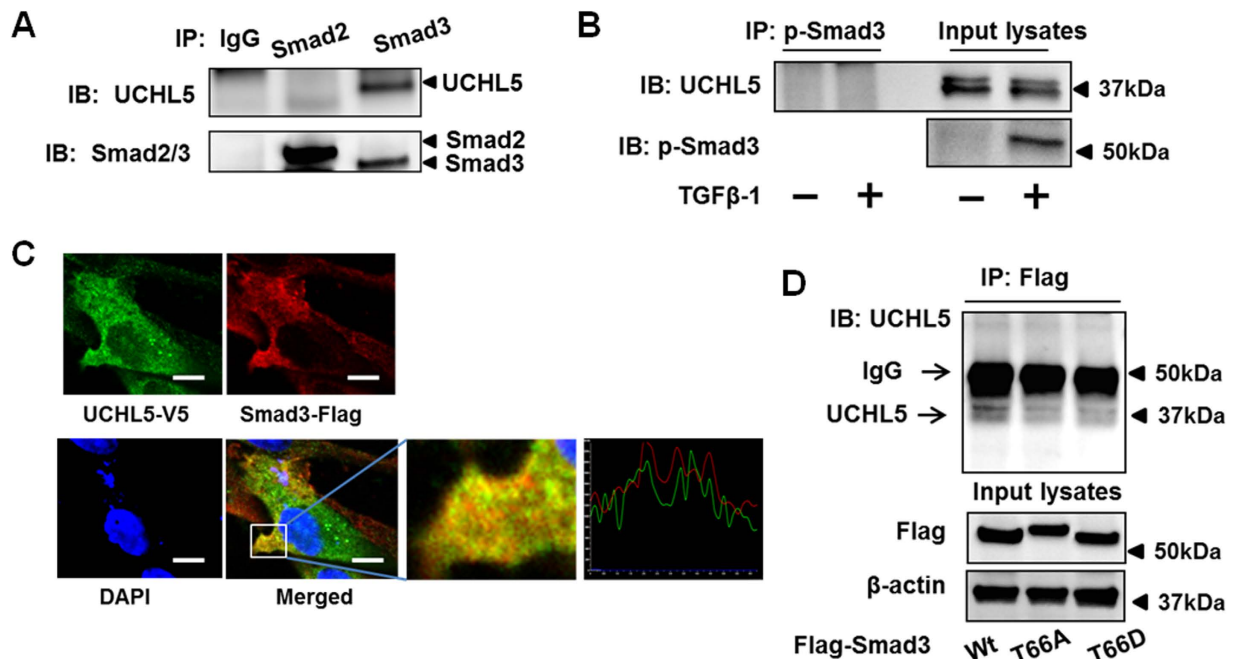 A
IP: IgG Smad2 Smad3
IB: UCHL5
UCHL5
IB: Smad2/3
Smad2
Smad3
B
IP: p-Smad3 Input lysates
IB: UCHL5
37kDa
IB: p-Smad3
50kDa
TGFβ-1 − + − +
C
UCHL5-V5 Smad3-Flag
DAPI Merged
D
IP: Flag
IB: UCHL5
IgG
50kDa
UCHL5
37kDa
Input lysates
Flag
50kDa
β-actin
37kDa
Flag-Smad3 Wt T66A T66D